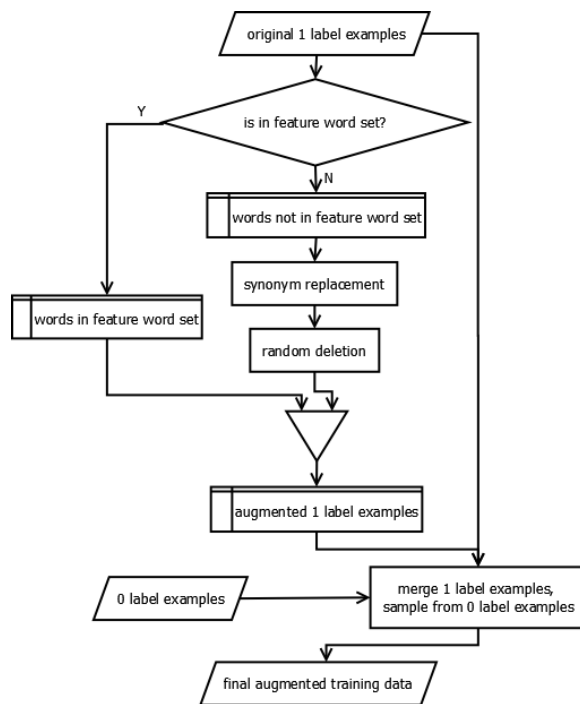 original 1 label examples
Y
is in feature word set?
N
words not in feature word set
synonym replacement
words in feature word set
random deletion
augmented 1 label examples
0 label examples
merge 1 label examples,
sample from 0 label examples
final augmented training data